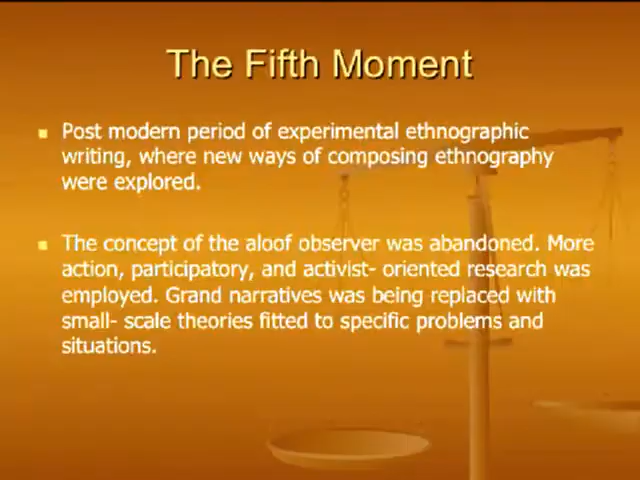 The Fifth Moment
Post modern period of experimental ethnographic
writing, where new ways of composing ethnography
were explored.
The concept of the aloof observer was abandoned. More
action, participatory, and activist- oriented research was
employed. Grand narratives was being replaced with
small- scale theories fitted to specific problems and
situations.